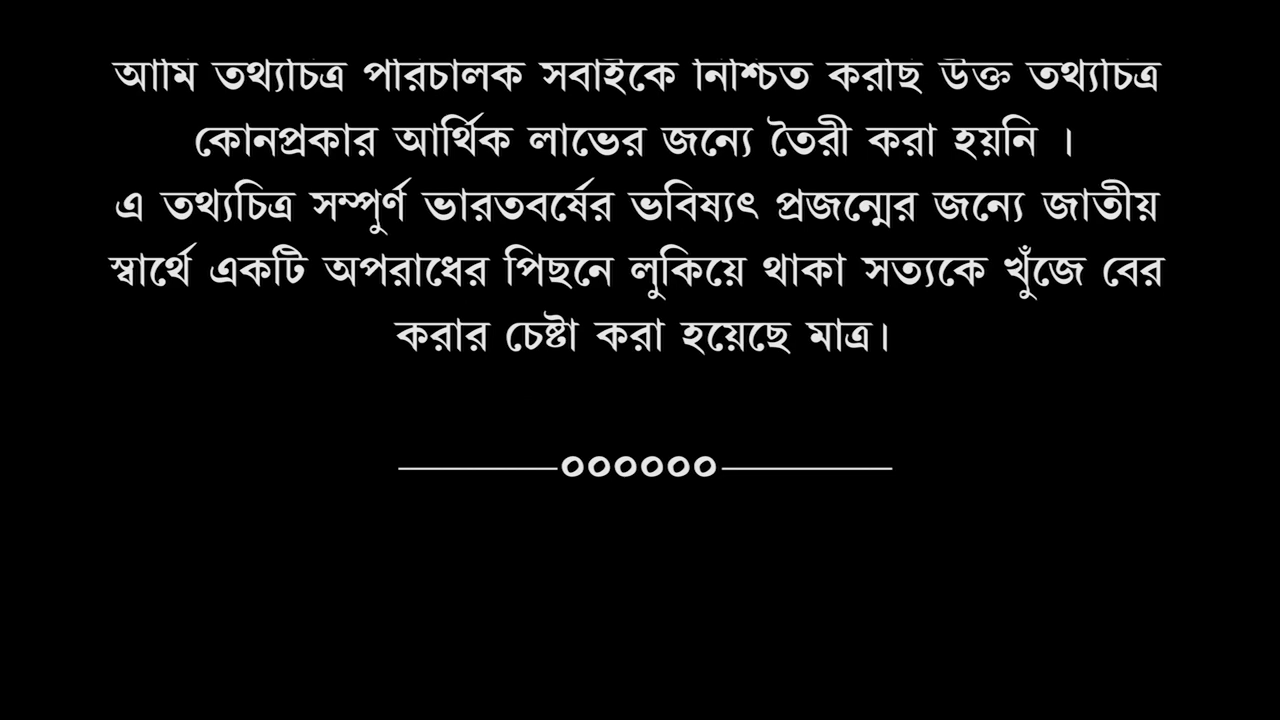 আমি তথ্যচিত্র পরিচালক সবাইকে নিশ্চিত করছি উক্ত তথ্যচিত্র
কোনপ্রকার আর্থিক লাভের জন্যে তৈরী করা হয়নি ।
এ তথ্যচিত্র সম্পুর্ণ ভারতবর্ষের ভবিষ্যৎ প্রজন্মের জন্যে জাতীয়
স্বার্থে একটি অপরাধের পিছনে লুকিয়ে থাকা সত্যকে খুঁজে বের
করার চেষ্টা করা হয়েছে মাত্র।
————০০০০০০————